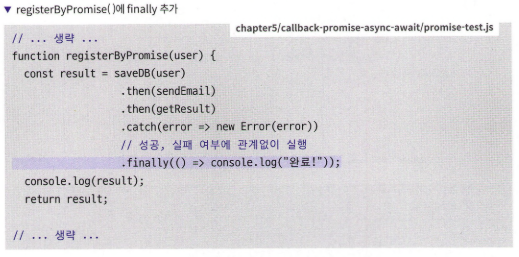 ▼ registerByPromise( )에 finally 추가
chapter5/callback-promise-async-await/promise-test.js
// ... 생략 ...
function registerByPromise(user) {
  const result = saveDB(user)
                 .then(sendEmail)
                 .then(getResult)
                 .catch(error => new Error(error))
                 // 성공, 실패 여부에 관계없이 실행
                 .finally(() => console.log("완료!"));
  console.log(result);
  return result;
// ... 생략 ...